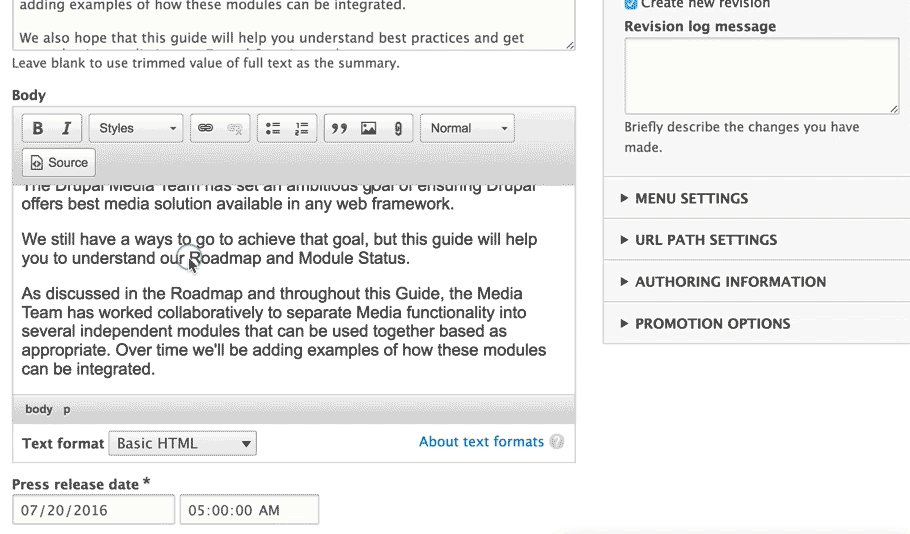 adding examples of how these modules can be integrated.
We also hope that this guide will help you understand best practices and get
Leave blank to use trimmed value of full text as the summary.
Body
B I Styles Normal
Source
The Drupal Media Team has set an ambitious goal of ensuring Drupal
offers best media solution available in any web framework.
We still have a ways to go to achieve that goal, but this guide will help
you to understand our Roadmap and Module Status.
As discussed in the Roadmap and throughout this Guide, the Media
Team has worked collaboratively to separate Media functionality into
several independent modules that can be used together based as
appropriate. Over time we'll be adding examples of how these modules
can be integrated.
body p
Text format Basic HTML About text formats ?
Press release date *
07/20/2016 05:00:00 AM
Create new revision
Revision log message
Briefly describe the changes you have
made.
MENU SETTINGS
URL PATH SETTINGS
AUTHORING INFORMATION
PROMOTION OPTIONS